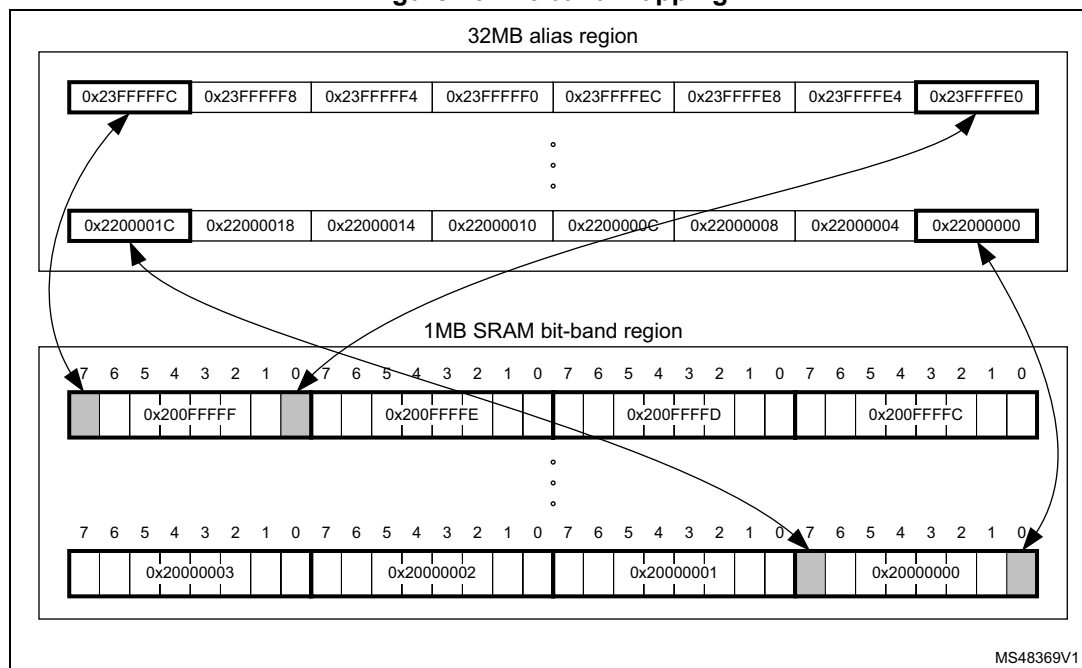 32MB alias region
0x23FFFFFC 0x23FFFFF8 0x23FFFFF4 0x23FFFFF0 0x23FFFFEC 0x23FFFFE8 0x23FFFFE4 0x23FFFFE0
0x2200001C 0x22000018 0x22000014 0x22000010 0x2200000C 0x22000008 0x22000004 0x22000000
1MB SRAM bit-band region
7 6 5 4 3 2 1 0 7 6 5 4 3 2 1 0 7 6 5 4 3 2 1 0 7 6 5 4 3 2 1 0
0x200FFFFF 0x200FFFFE 0x200FFFFD 0x200FFFFC
7 6 5 4 3 2 1 0 7 6 5 4 3 2 1 0 7 6 5 4 3 2 1 0 7 6 5 4 3 2 1 0
0x20000003 0x20000002 0x20000001 0x20000000
MS48369V1